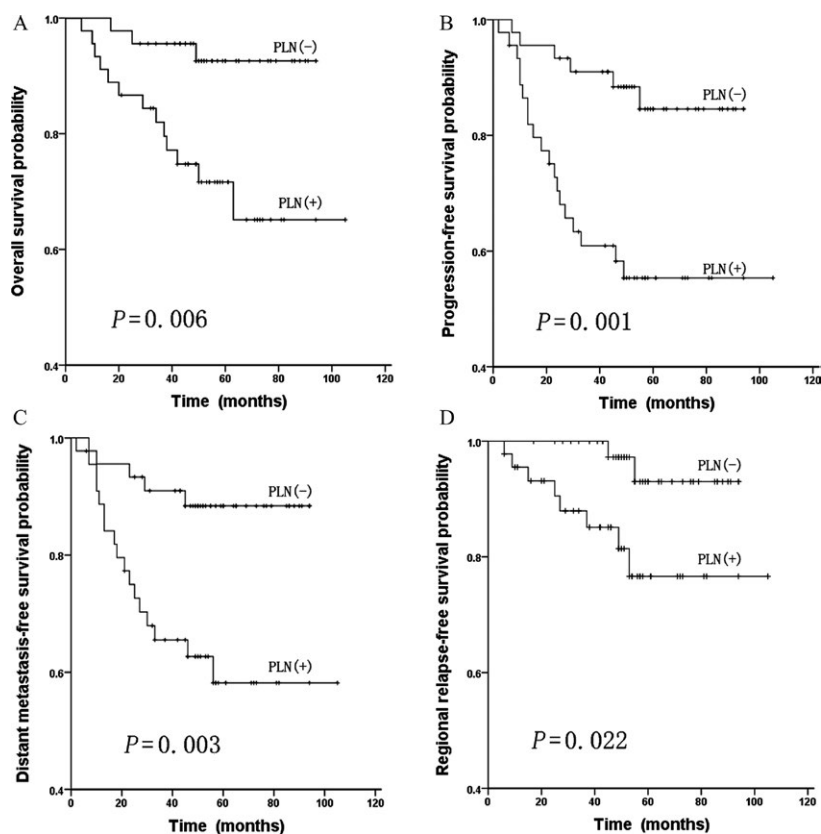 A
Overall survival probability
1.0
0.8
0.6
0.4
PLN(-)
PLN(+)
P=0.006
0 20 40 60 80 100 120
Time (months)
B
Progression-free survival probability
1.0
0.8
0.6
0.4
PLN(-)
PLN(+)
P=0.001
0 20 40 60 80 100 120
Time (months)
C
Distant metastasis-free survival probability
1.0
0.8
0.6
0.4
PLN(-)
PLN(+)
P=0.003
0 20 40 60 80 100 120
Time (months)
D
Regional relapse-free survival probability
1.0
0.8
0.6
0.4
PLN(-)
PLN(+)
P=0.022
0 20 40 60 80 100 120
Time (months)